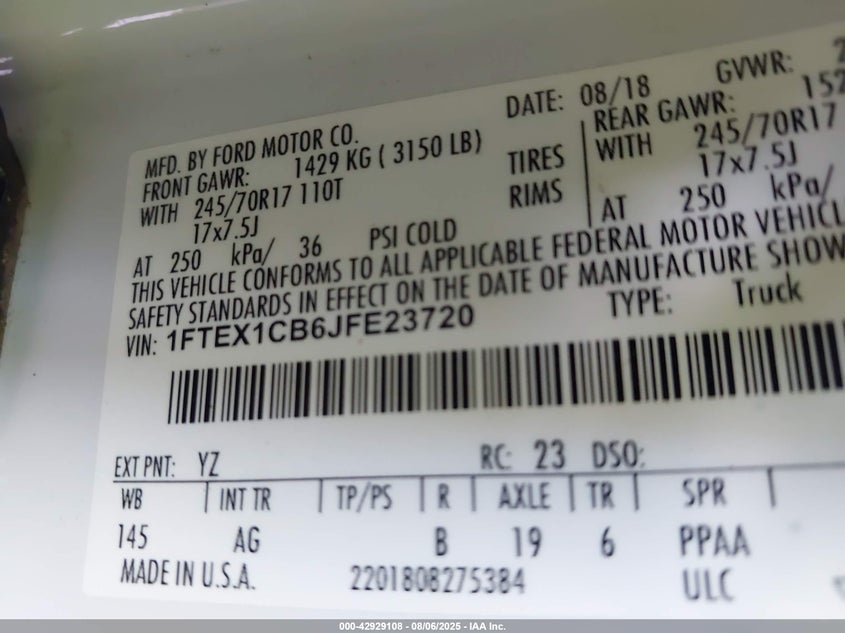 MFD. BY FORD MOTOR CO. DATE: 08/18 GVWR:
FRONT GAWR: 1429 KG ( 3150 LB) REAR GAWR:
WITH 245/70R17 110T TIRES WITH 245/70R17
17x7.5J RIMS 17x7.5J
AT 250 kPa/ 36 PSI COLD AT 250 kPa/
THIS VEHICLE CONFORMS TO ALL APPLICABLE FEDERAL MOTOR
SAFETY STANDARDS IN EFFECT ON THE DATE OF MANUFACTURE
VIN: 1FTEX1CB6JFE23720 TYPE: Truck
EXT PNT: YZ RC: 23 DSO:
WB INT TR TP/PS R AXLE TR SPR
145 AG B 19 6 PPAA
MADE IN U.S.A. 2201808275384 ULC
000-42929108 - 08/06/2025 - IAA Inc.